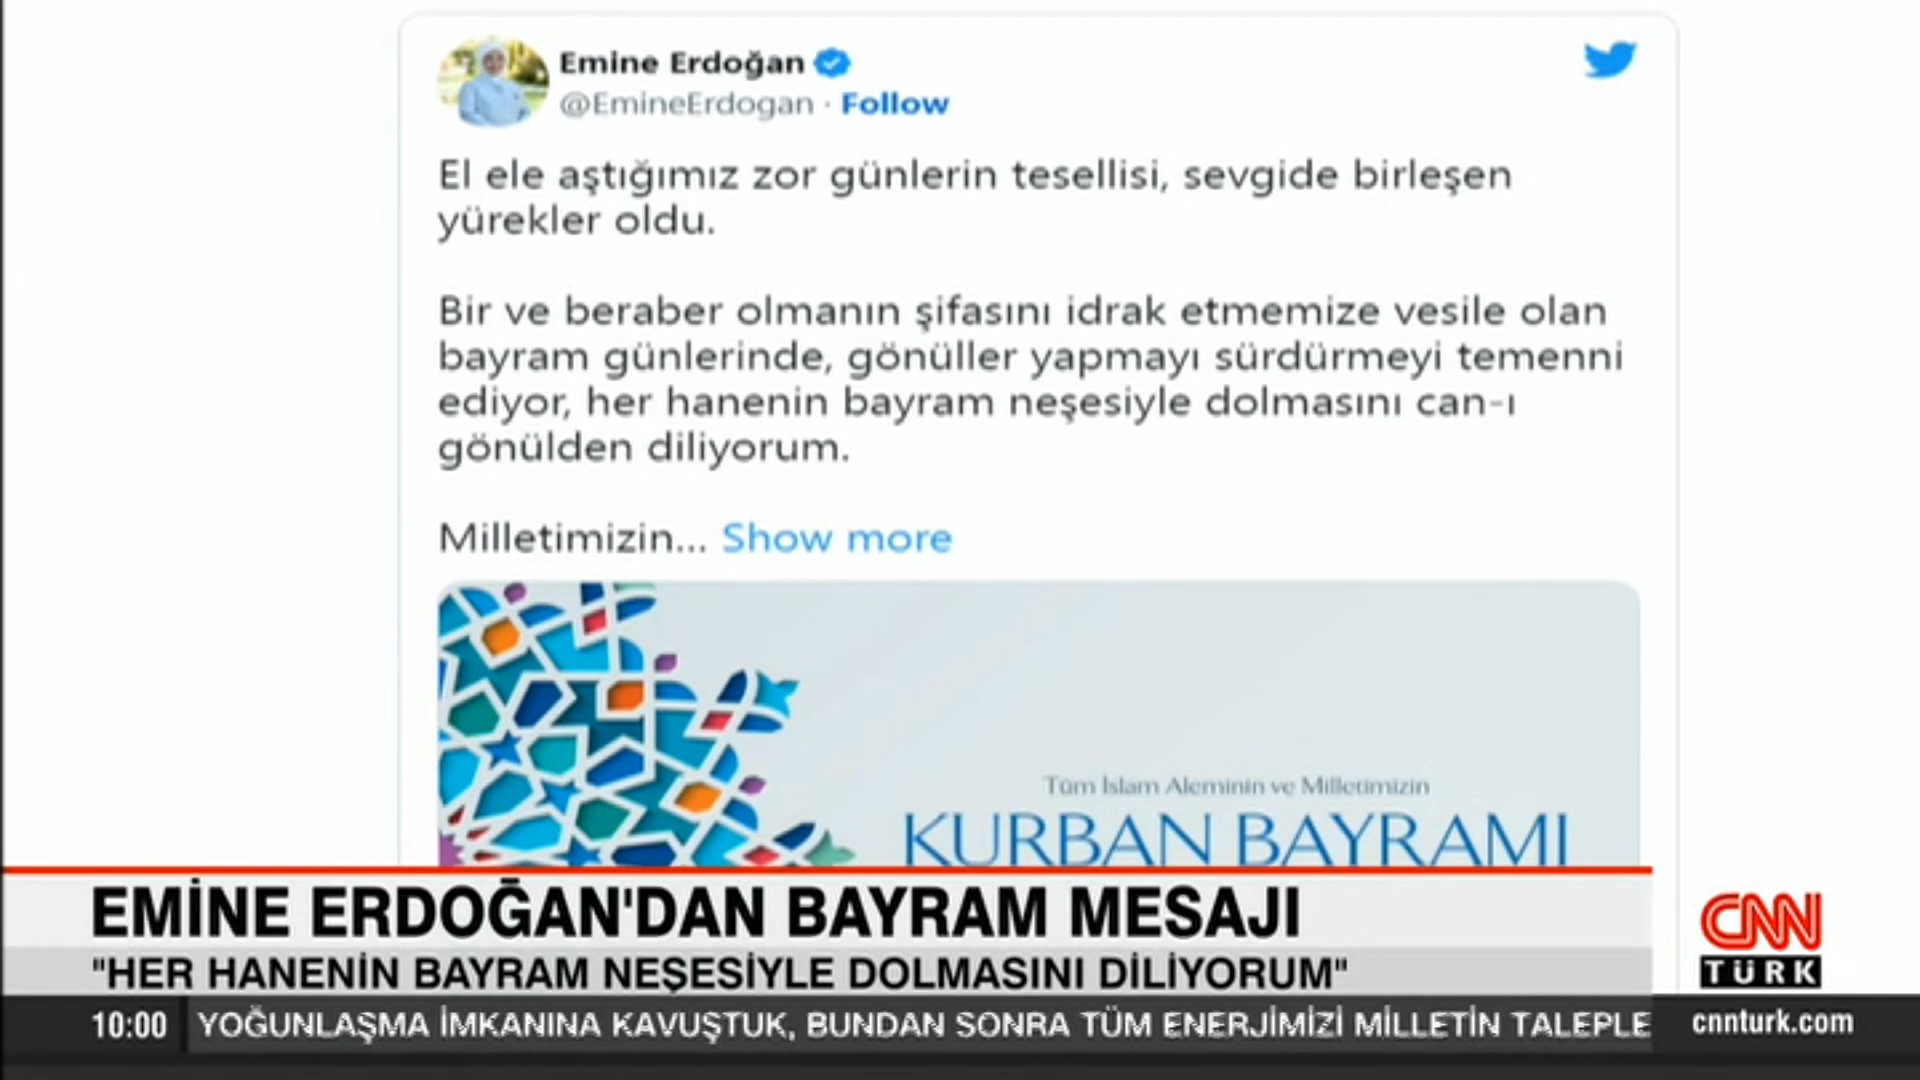 Emine Erdoğan
@EmineErdogan · Follow
El ele aştığımız zor günlerin tesellisi, sevgide birleşen
yürekler oldu.
Bir ve beraber olmanın şifasını idrak etmemize vesile olan
bayram günlerinde, gönüller yapmayı sürdürmeyi temenni
ediyor, her hanenin bayram neşesiyle dolmasını can-ı
gönülden diliyorum.
Milletimizin... Show more
Tüm İslam Aleminin ve Milletimizin
KURBAN BAYRAMI
EMİNE ERDOĞAN'DAN BAYRAM MESAJI
"HER HANENİN BAYRAM NEŞESİYLE DOLMASINI DİLİYORUM"
CNN
TÜRK
10:00 YOĞUNLAŞMA İMKANINA KAVUŞTUK, BUNDAN SONRA TÜM ENERJİMİZİ MİLLETİN TALEPLE
cnnturk.com